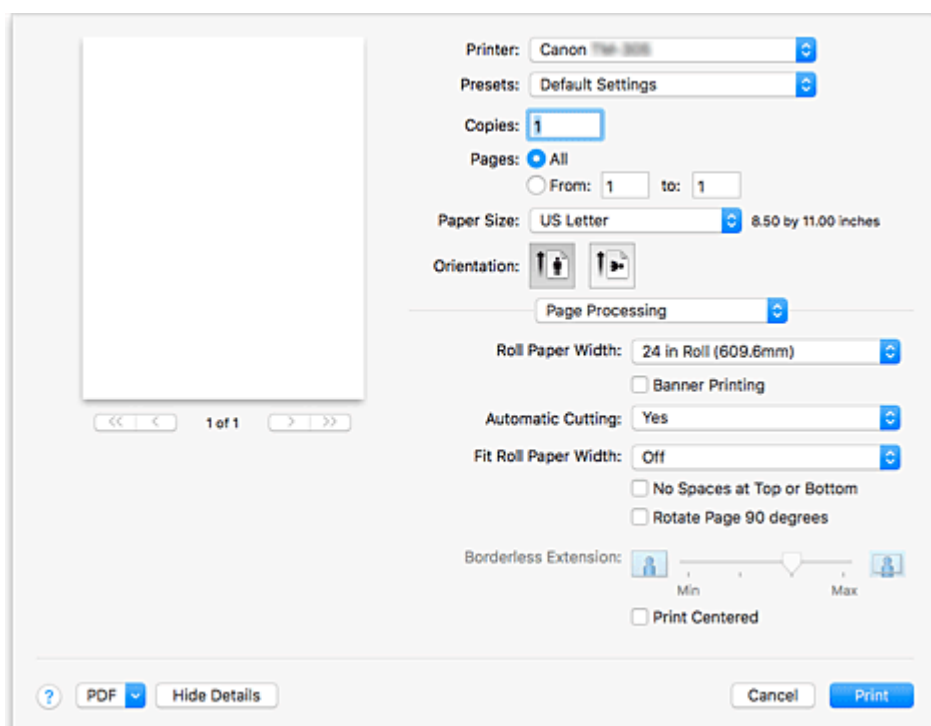 Printer: Canon
Presets: Default Settings
Copies: 1
Pages: All
From: 1 to: 1
Paper Size: US Letter 8.50 by 11.00 inches
Orientation:
Page Processing
Roll Paper Width: 24 in Roll (609.6mm)
Banner Printing
<< < 1 of 1 > >>
Automatic Cutting: Yes
Fit Roll Paper Width: Off
No Spaces at Top or Bottom
Rotate Page 90 degrees
Borderless Extension:
Min Max
Print Centered
? PDF Hide Details Cancel Print